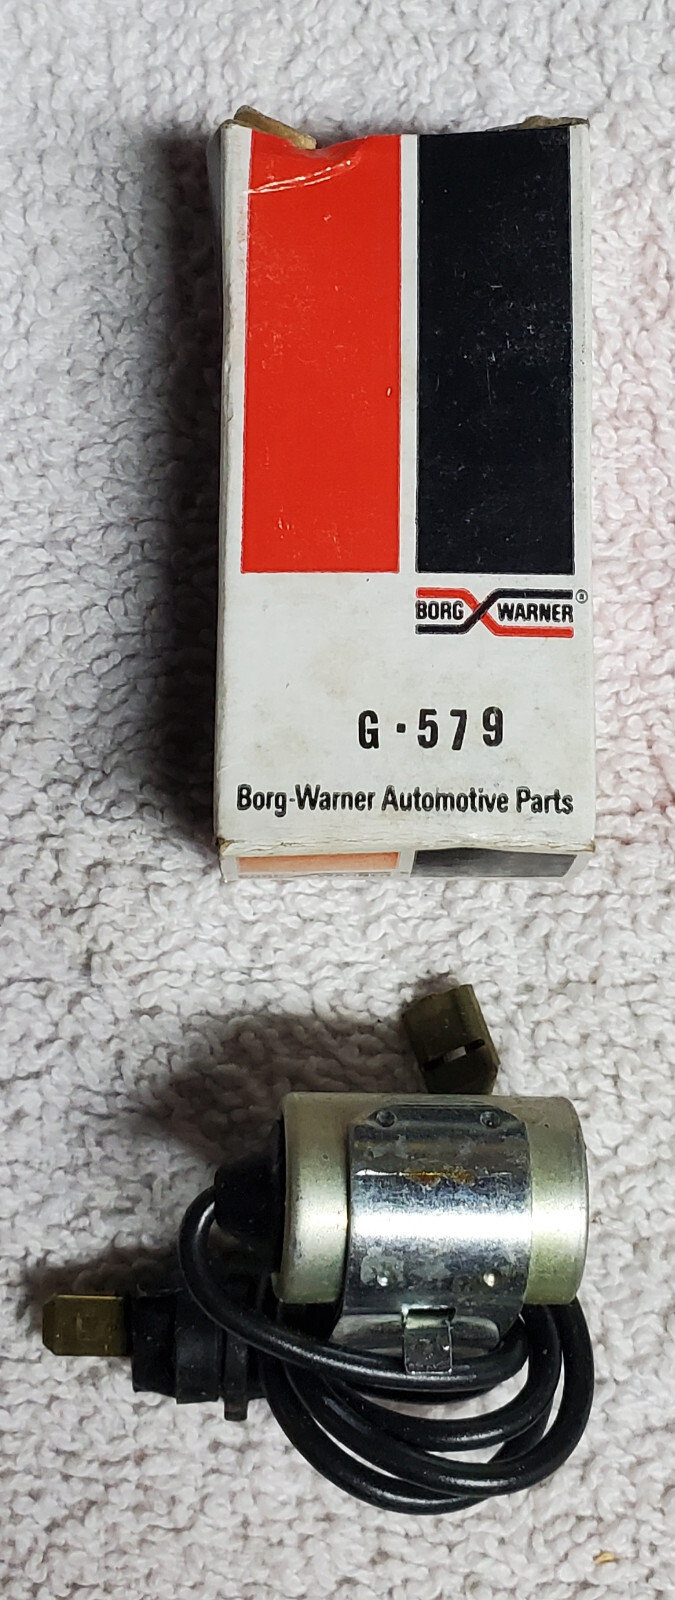 BORG WARNER®
G·579
Borg-Warner Automotive Parts